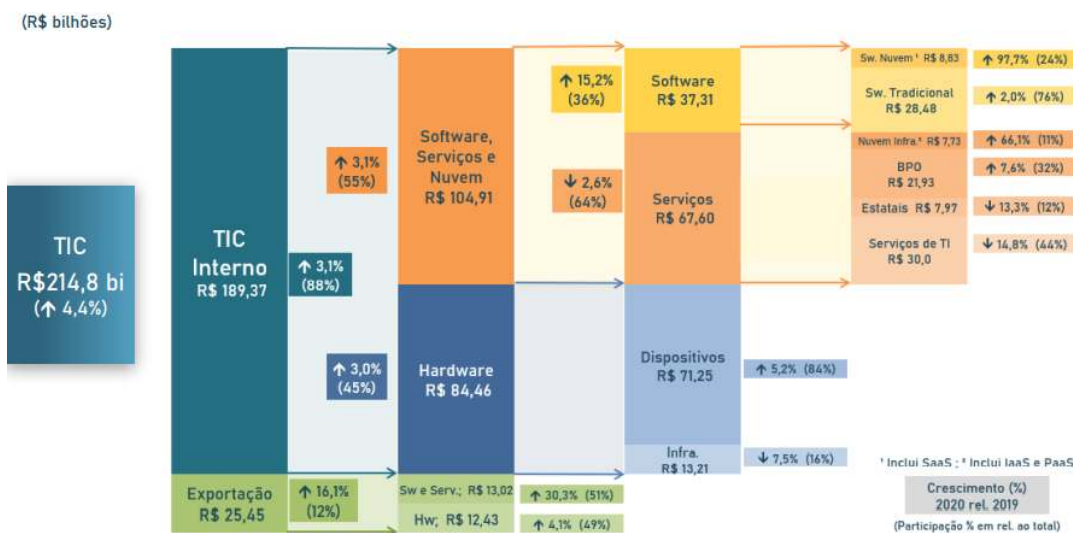 (R$ bilhões)
TIC
R$214,8 bi
(↑ 4,4%)
TIC
Interno
R$ 189,37
↑ 3,1%
(88%)
Exportação
R$ 25,45
↑ 16,1%
(12%)
↑ 3,1%
(55%)
↑ 3,0%
(45%)
Software,
Serviços e
Nuvem
R$ 104,91
Hardware
R$ 84,46
Sw e Serv.; R$ 13,02
Hw; R$ 12,43
↑ 30,3% (51%)
↑ 4,1% (49%)
↑ 15,2%
(36%)
↓ 2,6%
(64%)
Software
R$ 37,31
Serviços
R$ 67,60
Dispositivos
R$ 71,25
Infra.
R$ 13,21
↑ 5,2% (84%)
↓ 7,5% (16%)
Sw. Nuvem ¹ R$ 8,83
Sw. Tradicional
R$ 28,48
Nuvem Infra.² R$ 7,73
BPO
R$ 21,93
Estatais R$ 7,97
Serviços de TI
R$ 30,0
↑ 97,7% (24%)
↑ 2,0% (76%)
↑ 66,1% (11%)
↑ 7,6% (32%)
↓ 13,3% (12%)
↓ 14,8% (44%)
¹ Inclui SaaS ; ² Inclui IaaS e PaaS
Crescimento (%)
2020 rel. 2019
(Participação % em rel. ao total)